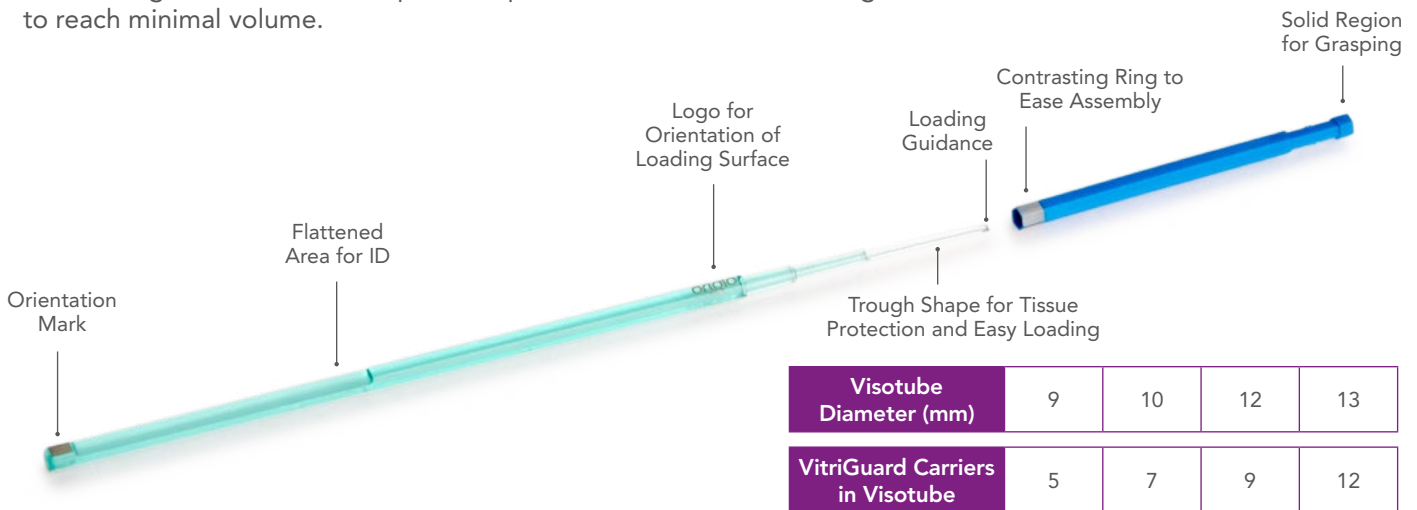 to reach minimal volume.
Solid Region
for Grasping
Contrasting Ring to
Ease Assembly
Loading
Guidance
Logo for
Orientation of
Loading Surface
Flattened
Area for ID
Orientation
Mark
origio
Trough Shape for Tissue
Protection and Easy Loading
Visotube
Diameter (mm) 9 10 12 13
VitriGuard Carriers
in Visotube 5 7 9 12